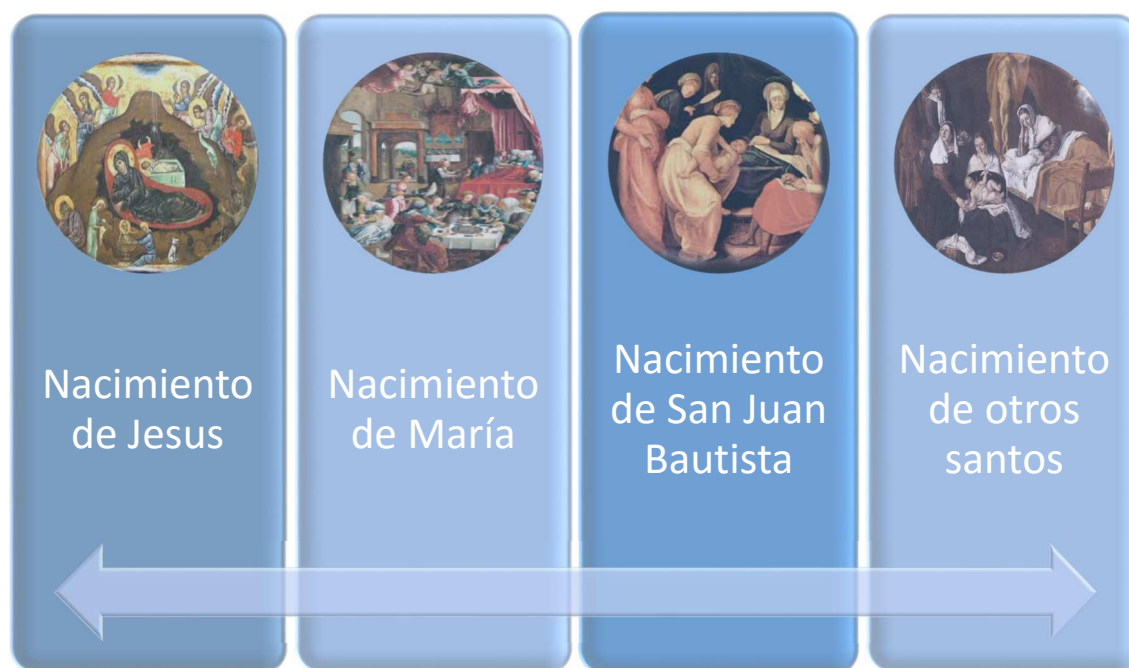 Nacimiento
de Jesus
Nacimiento
de María
Nacimiento
de San Juan
Bautista
Nacimiento
de otros
santos